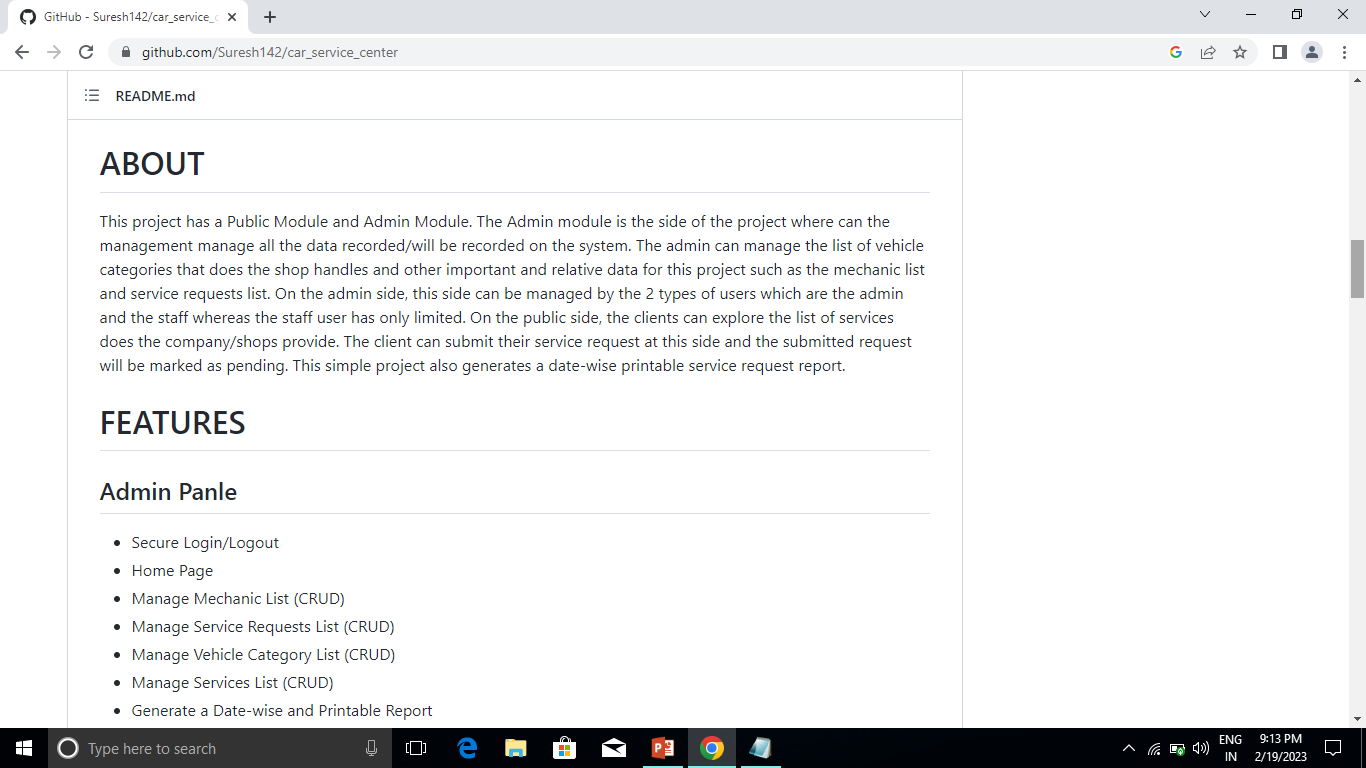 GitHub - Suresh142/car_service_
github.com/Suresh142/car_service_center
README.md
ABOUT
This project has a Public Module and Admin Module. The Admin module is the side of the project where can the
management manage all the data recorded/will be recorded on the system. The admin can manage the list of vehicle
categories that does the shop handles and other important and relative data for this project such as the mechanic list
and service requests list. On the admin side, this side can be managed by the 2 types of users which are the admin
and the staff whereas the staff user has only limited. On the public side, the clients can explore the list of services
does the company/shops provide. The client can submit their service request at this side and the submitted request
will be marked as pending. This simple project also generates a date-wise printable service request report.
FEATURES
Admin Panle
Secure Login/Logout
Home Page
Manage Mechanic List (CRUD)
Manage Service Requests List (CRUD)
Manage Vehicle Category List (CRUD)
Manage Services List (CRUD)
Generate a Date-wise and Printable Report
Type here to search
ENG
IN
9:13 PM
2/19/2023